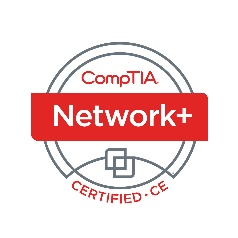 CompTIA
Network+
CERTIFIED • CE